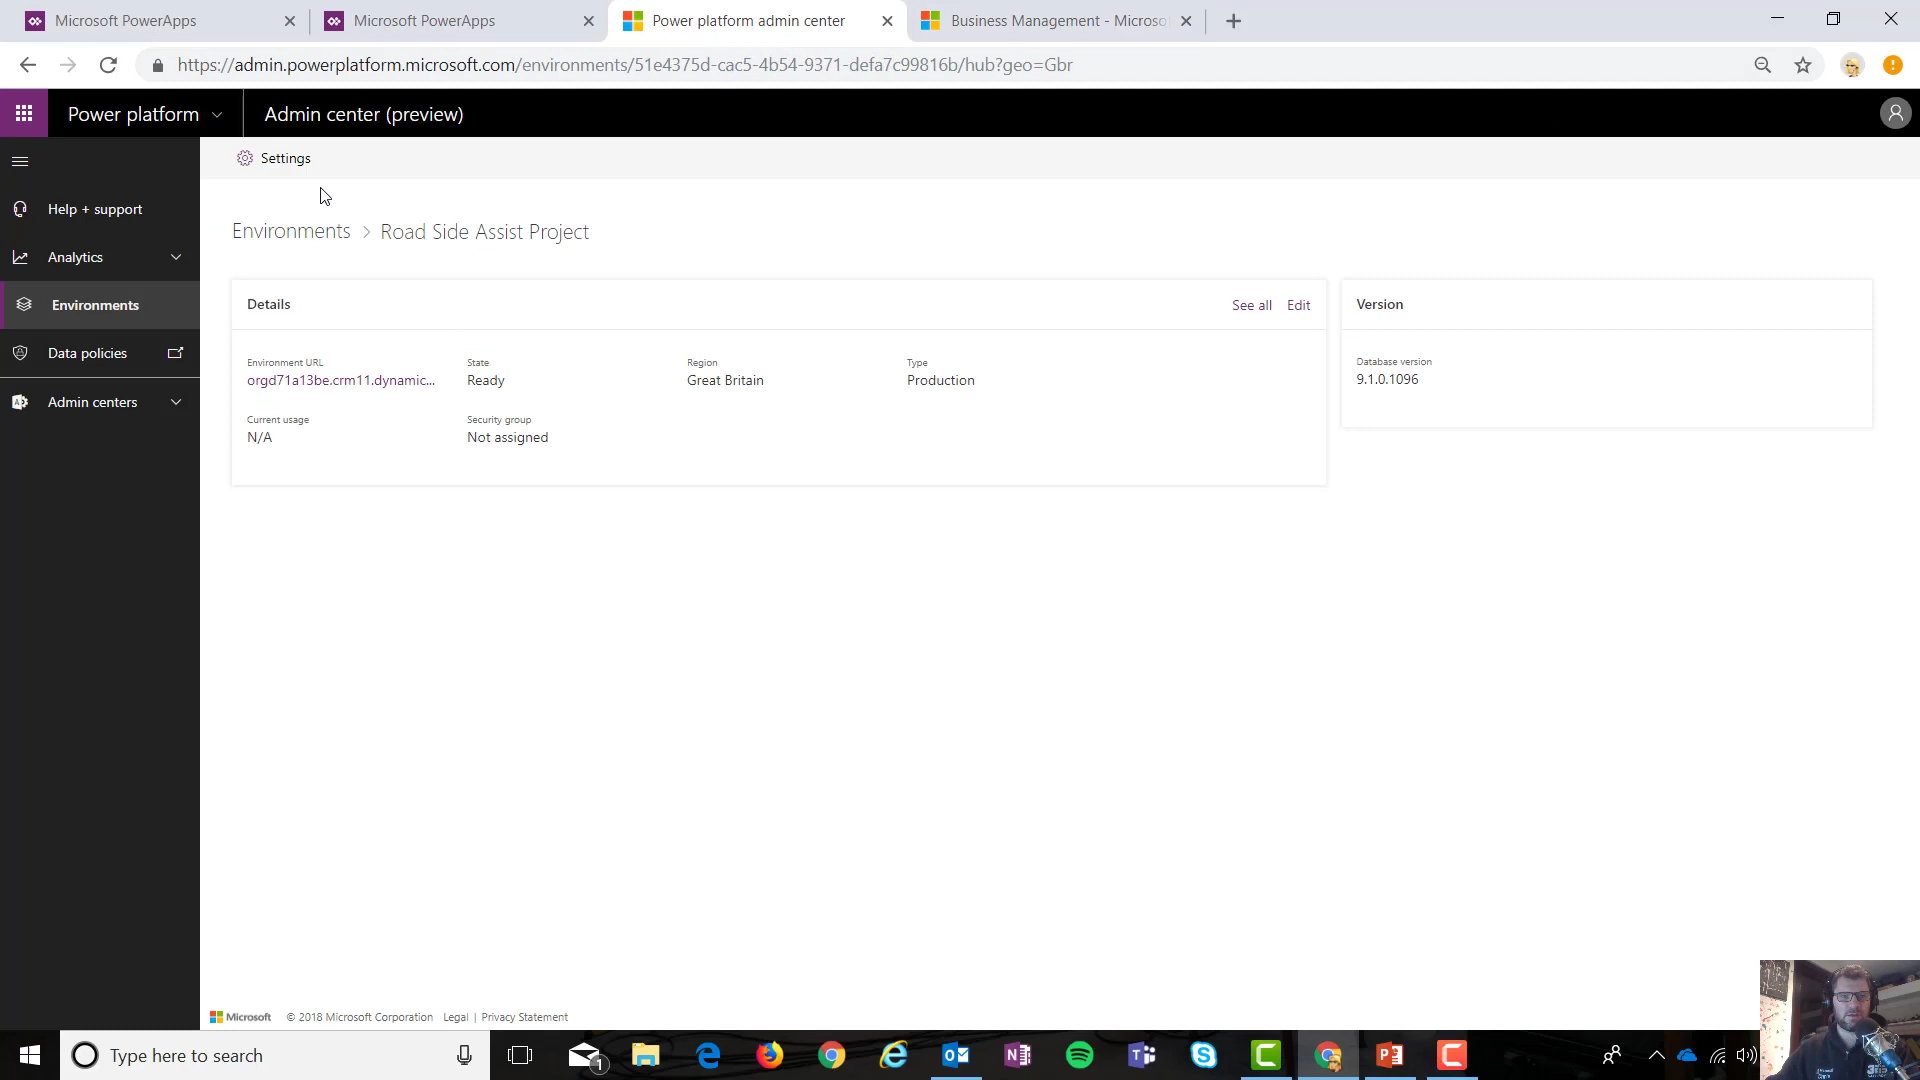 Microsoft PowerApps
Microsoft PowerApps
Power platform admin center
Business Management - Microso
https://admin.powerplatform.microsoft.com/environments/51e4375d-cac5-4b54-9371-defa7c99816b/hub?geo=Gbr
Power platform
Admin center (preview)
Settings
Help + support
Analytics
Environments
Data policies
Admin centers
Environments > Road Side Assist Project
Details
See all Edit
Environment URL
orgd71a13be.crm11.dynamic...
State
Ready
Region
Great Britain
Type
Production
Current usage
N/A
Security group
Not assigned
Version
Database version
9.1.0.1096
Microsoft © 2018 Microsoft Corporation Legal | Privacy Statement
Type here to search
1